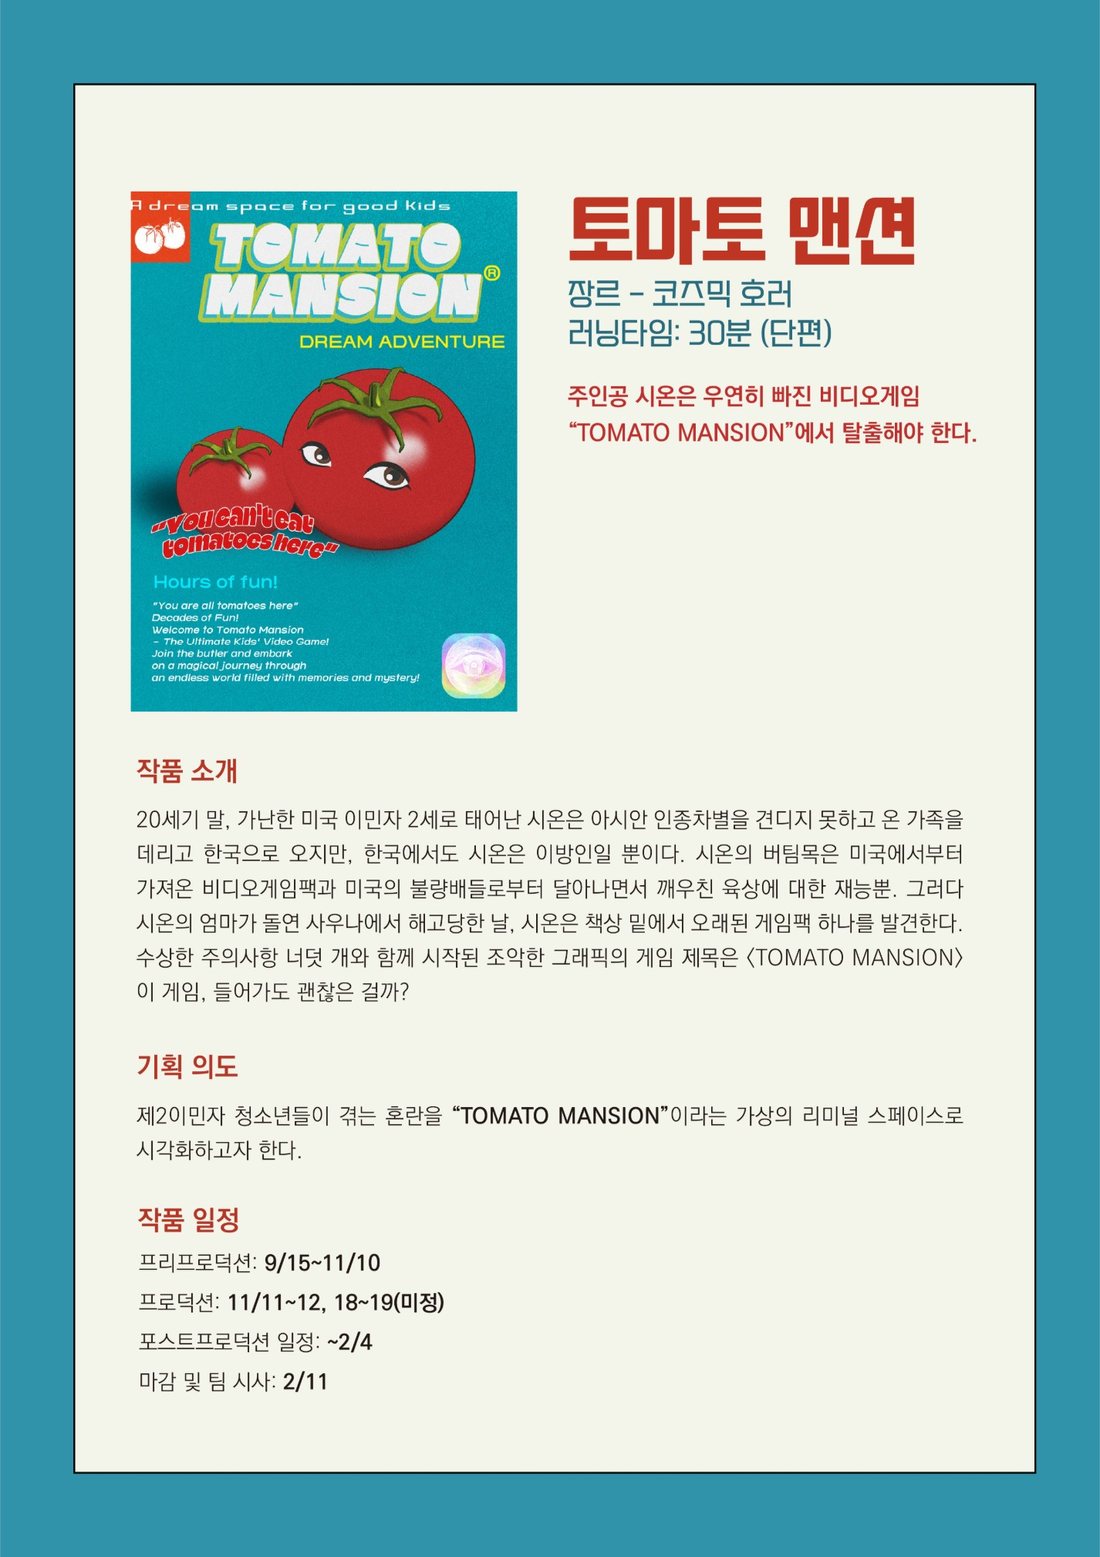 A dream space for good kids
TOMATO
MANSION®
DREAM ADVENTURE
"You can't eat
tomatoes here"
Hours of fun!
"You are all tomatoes here"
Decades of Fun!
Welcome to Tomato Mansion
- The Ultimate Kids' Video Game!
Join the butler and embark
on a magical journey through
an endless world filled with memories and mystery!
토마토 맨션
장르 - 코즈믹 호러
러닝타임: 30분 (단편)
주인공 시온은 우연히 빠진 비디오게임
“TOMATO MANSION”에서 탈출해야 한다.
작품 소개
20세기 말, 가난한 미국 이민자 2세로 태어난 시온은 아시안 인종차별을 견디지 못하고 온 가족을
데리고 한국으로 오지만, 한국에서도 시온은 이방인일 뿐이다. 시온의 버팀목은 미국에서부터
가져온 비디오게임팩과 미국의 불량배들로부터 달아나면서 깨우친 육상에 대한 재능뿐. 그러다
시온의 엄마가 돌연 사우나에서 해고당한 날, 시온은 책상 밑에서 오래된 게임팩 하나를 발견한다.
수상한 주의사항 너덧 개와 함께 시작된 조악한 그래픽의 게임 제목은 〈TOMATO MANSION〉
이 게임, 들어가도 괜찮은 걸까?
기획 의도
제2이민자 청소년들이 겪는 혼란을 “TOMATO MANSION”이라는 가상의 리미널 스페이스로
시각화하고자 한다.
작품 일정
프리프로덕션: 9/15~11/10
프로덕션: 11/11~12, 18~19(미정)
포스트프로덕션 일정: ~2/4
마감 및 팀 시사: 2/11